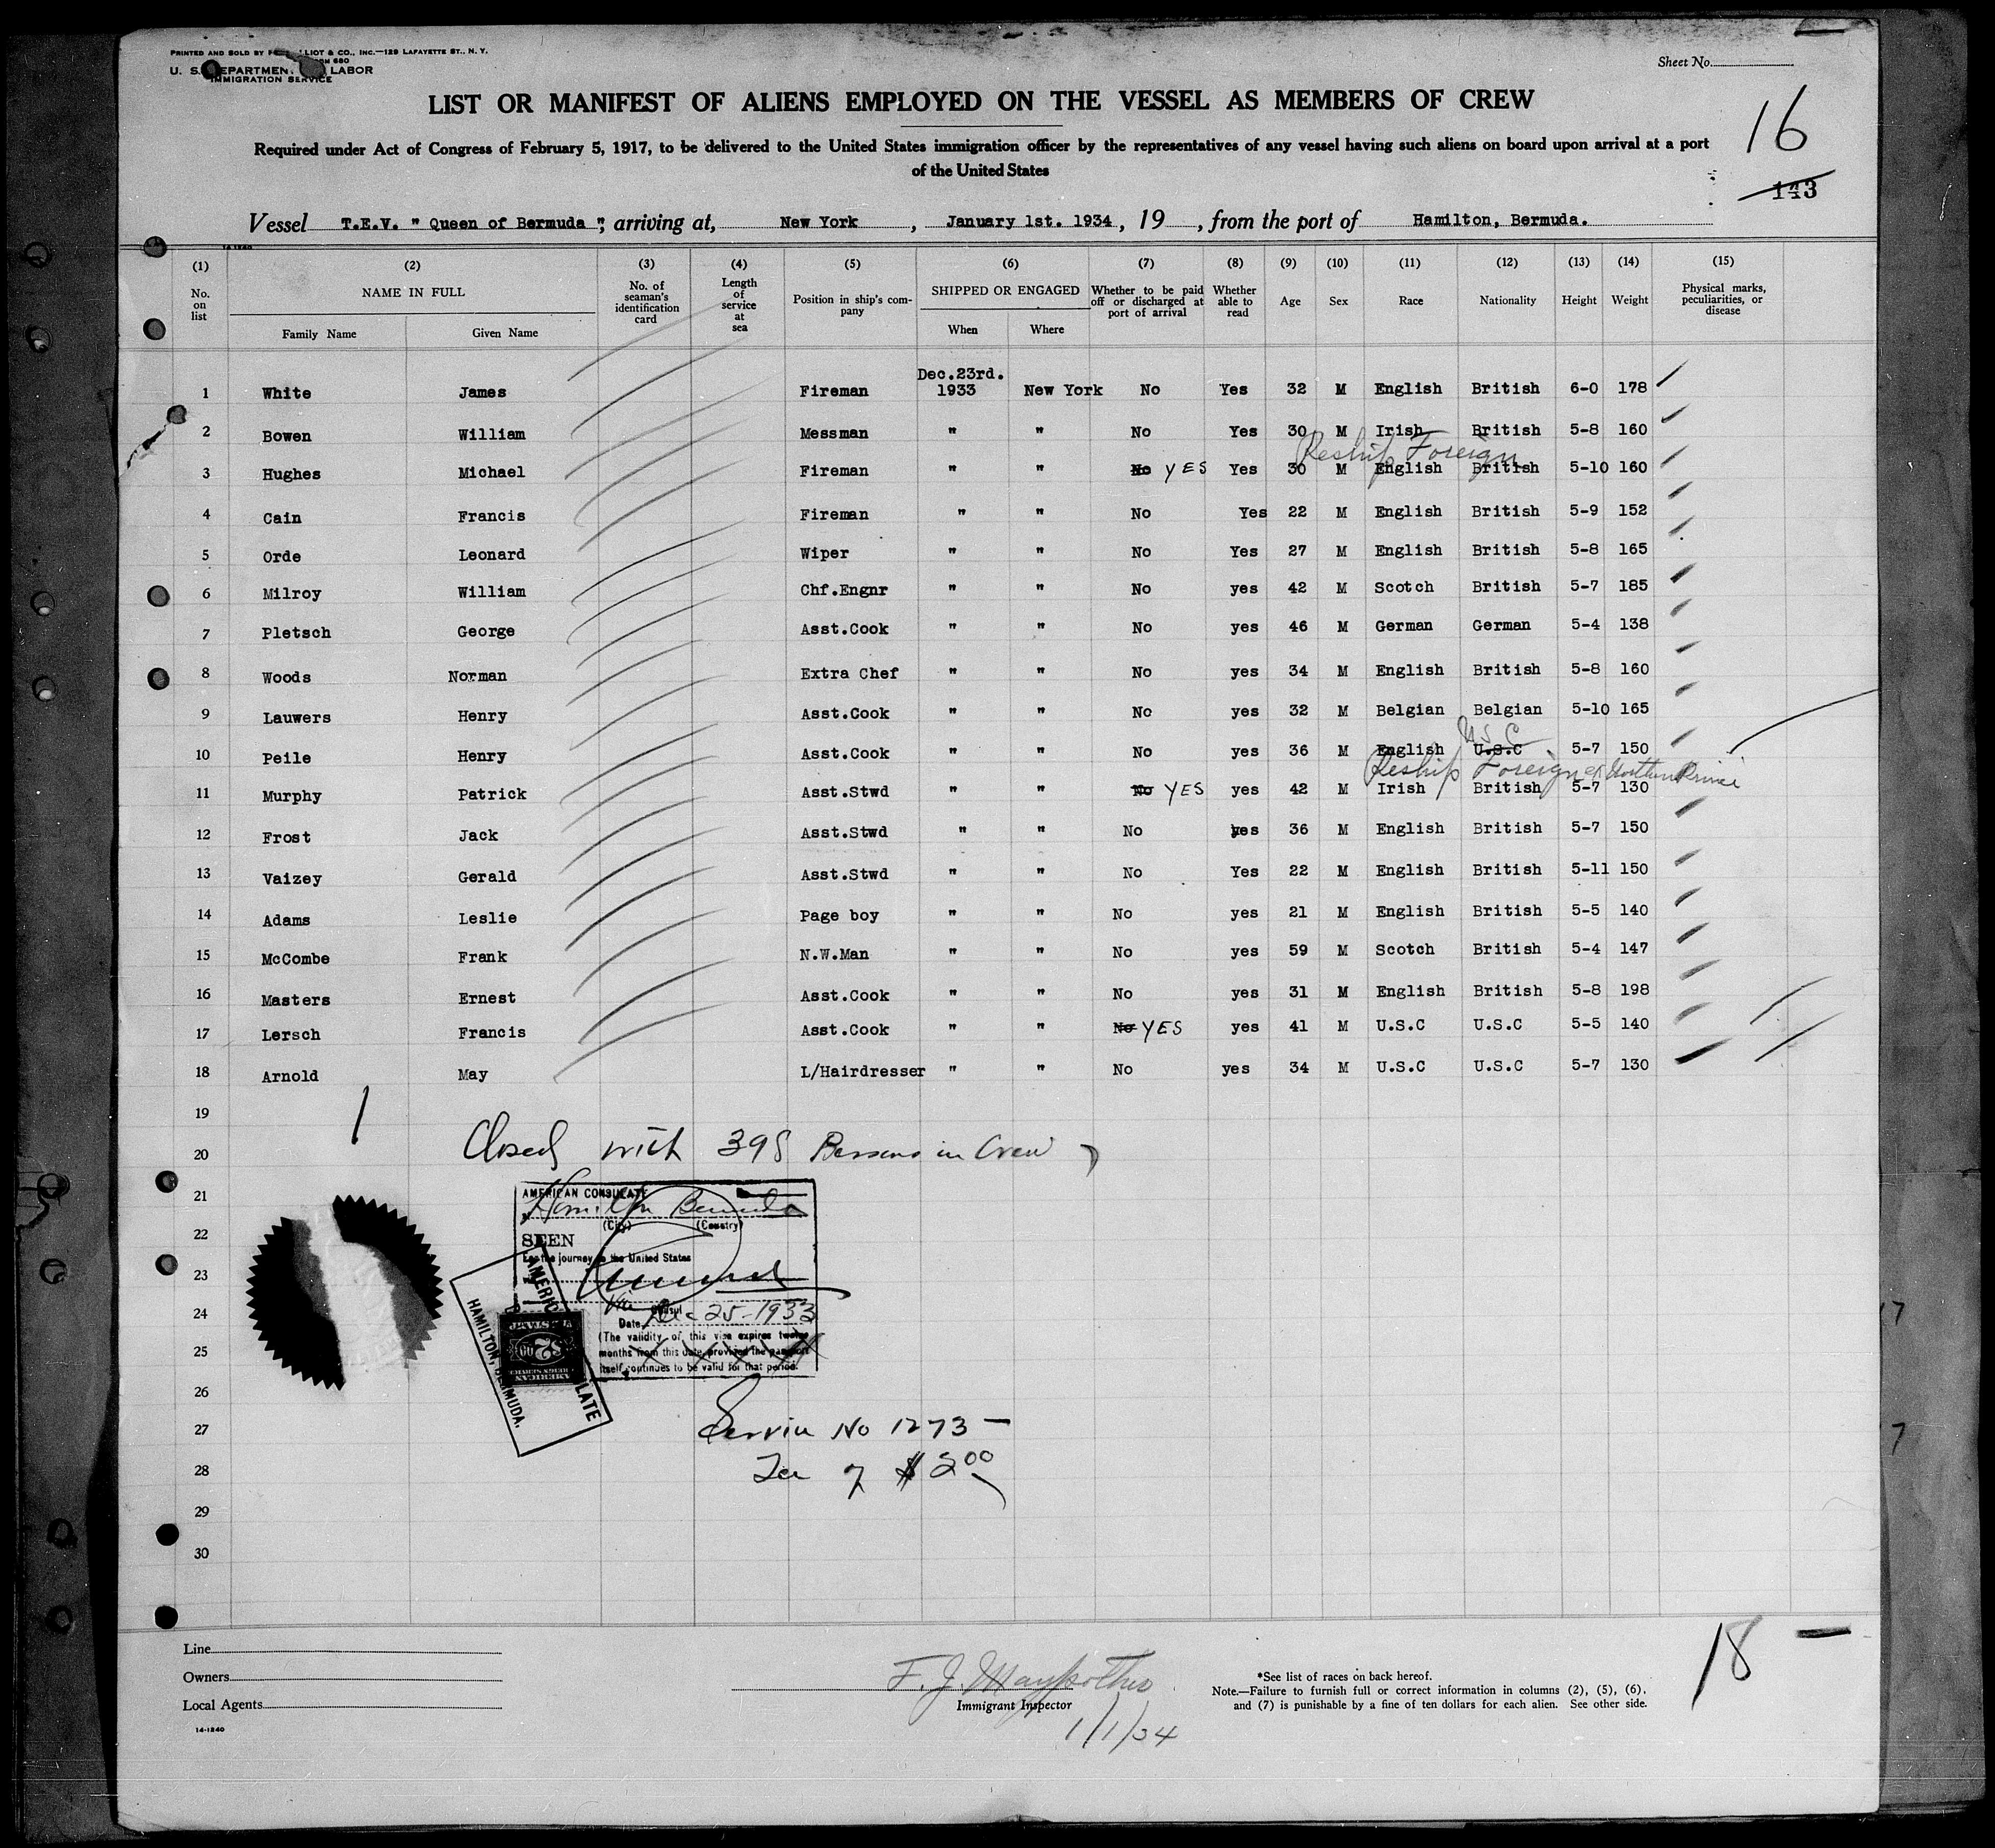 PRINTED AND SOLD BY LIOT & CO., INC.—129 LAFAYETTE ST., N. Y.
680
U. S. DEPARTMENT LABOR
IMMIGRATION SERVICE
Sheet No.
LIST OR MANIFEST OF ALIENS EMPLOYED ON THE VESSEL AS MEMBERS OF CREW
16
Required under Act of Congress of February 5, 1917, to be delivered to the United States immigration officer by the representatives of any vessel having such aliens on board upon arrival at a port
of the United States
143
Vessel T.E.V. " Queen of Bermuda ", arriving at, New York, January 1st. 1934, 19 , from the port of Hamilton, Bermuda.
14-1240
(1) (2) (3) (4) (5) (6) (7) (8) (9) (10) (11) (12) (13) (14) (15)
No. on list NAME IN FULL Family Name Given Name No. of seaman's identification card Length of service at sea Position in ship's company SHIPPED OR ENGAGED When Where Whether to be paid off or discharged at port of arrival Whether able to read Age Sex Race Nationality Height Weight Physical marks, peculiarities, or disease
1 White James Fireman Dec.23rd. 1933 New York No Yes 32 M English British 6-0 178
2 Bowen William Messman " " No Yes 30 M Irish British 5-8 160
Reship Foreign
3 Hughes Michael Fireman " " No YES Yes 30 M English British 5-10 160
4 Cain Francis Fireman " " No Yes 22 M English British 5-9 152
5 Orde Leonard Wiper " " No Yes 27 M English British 5-8 165
6 Milroy William Chf.Engnr " " No yes 42 M Scotch British 5-7 185
7 Pletsch George Asst.Cook " " No yes 46 M German German 5-4 138
8 Woods Norman Extra Chef " " No yes 34 M English British 5-8 160
9 Lauwers Henry Asst.Cook " " No yes 32 M Belgian Belgian 5-10 165
U S C
10 Peile Henry Asst.Cook " " No yes 36 M English U.S.C 5-7 150
Reship Foreign
11 Murphy Patrick Asst.Stwd " " No YES yes 42 M Irish British 5-7 130
12 Frost Jack Asst.Stwd " " No yes 36 M English British 5-7 150
13 Vaizey Gerald Asst.Stwd " " No Yes 22 M English British 5-11 150
14 Adams Leslie Page boy " " No yes 21 M English British 5-5 140
15 McCombe Frank N.W.Man " " No yes 59 M Scotch British 5-4 147
16 Masters Ernest Asst.Cook " " No yes 31 M English British 5-8 198
17 Lersch Francis Asst.Cook " " No YES yes 41 M U.S.C U.S.C 5-5 140
18 Arnold May L/Hairdresser " " No yes 34 M U.S.C U.S.C 5-7 130
19
20 Closed with 398 Persons in Crew
21 AMERICAN CONSULATE
Hamilton Bermuda
(City) (Country)
22 SEEN
For the journey to the United States
23
24 Consul
Date Dec 25-1933
(The validity of this visa expires twelve
25 months from this date provided the passport
itself continues to be valid for that period.
HAMILTON, BERMUDA.
26
27 Service No 1273 —
28 Fee of $2.00
29
30
18 —
Line
Owners
Local Agents
14-1240
Immigrant Inspector
1/1/34
*See list of races on back hereof.
Note.—Failure to furnish full or correct information in columns (2), (5), (6),
and (7) is punishable by a fine of ten dollars for each alien. See other side.